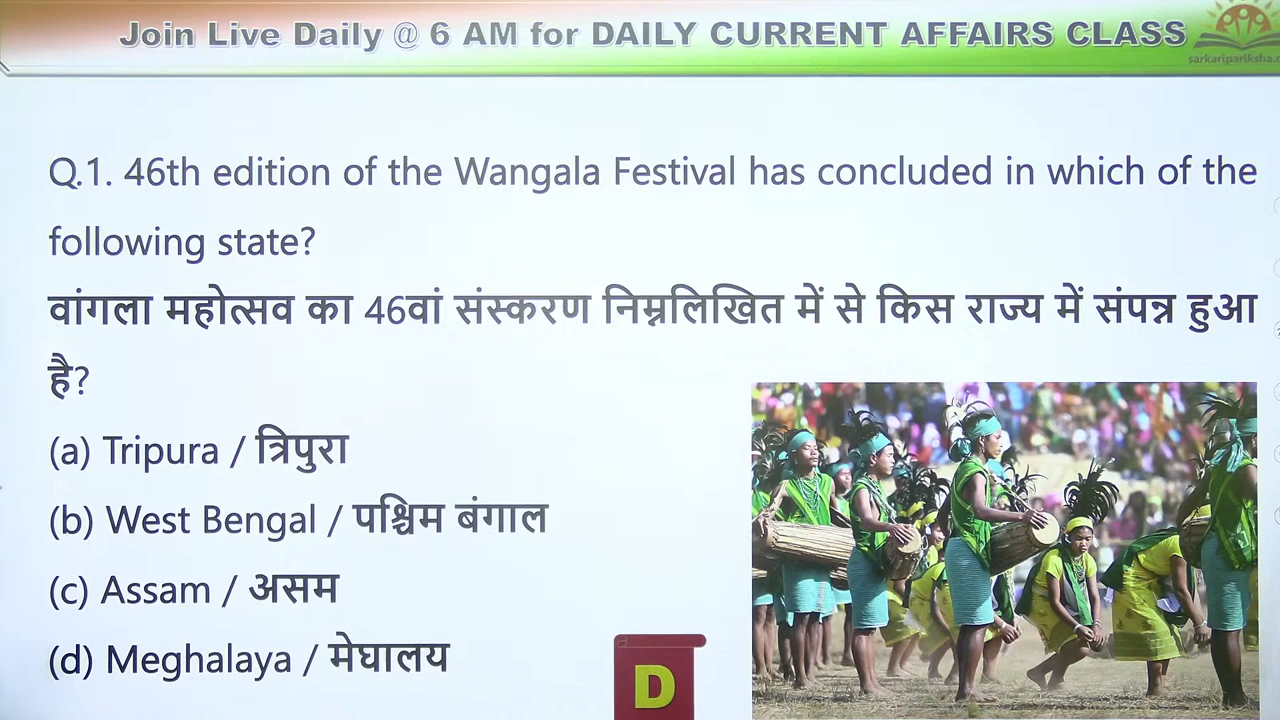 Join Live Daily @ 6 AM for DAILY CURRENT AFFAIRS CLASS
Q.1. 46th edition of the Wangala Festival has concluded in which of the
following state?
वांगला महोत्सव का 46वां संस्करण निम्नलिखित में से किस राज्य में संपन्न हुआ
है?
(a) Tripura / त्रिपुरा
(b) West Bengal / पश्चिम बंगाल
(c) Assam / असम
(d) Meghalaya / मेघालय
D